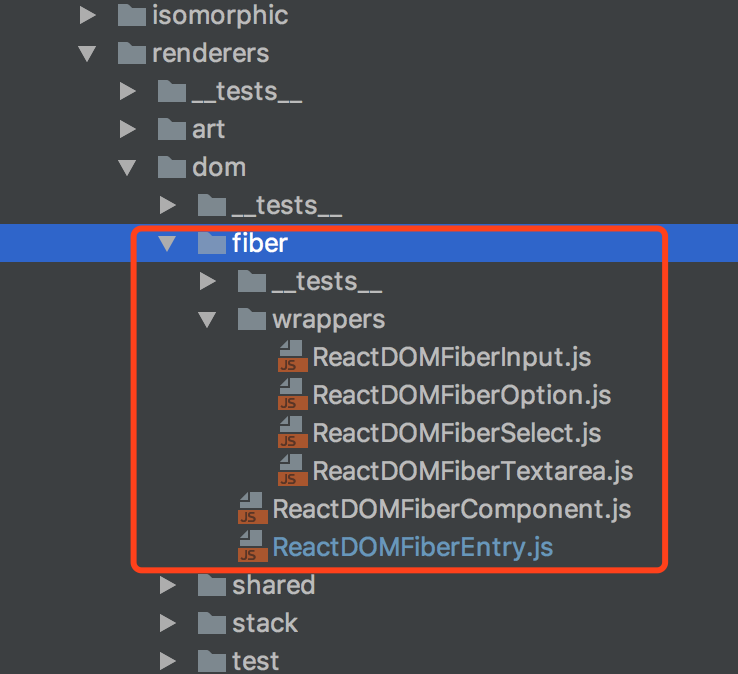 isomorphic
renderers
__tests__
art
dom
__tests__
fiber
__tests__
wrappers
JS ReactDOMFiberInput.js
JS ReactDOMFiberOption.js
JS ReactDOMFiberSelect.js
JS ReactDOMFiberTextarea.js
JS ReactDOMFiberComponent.js
JS ReactDOMFiberEntry.js
shared
stack
test